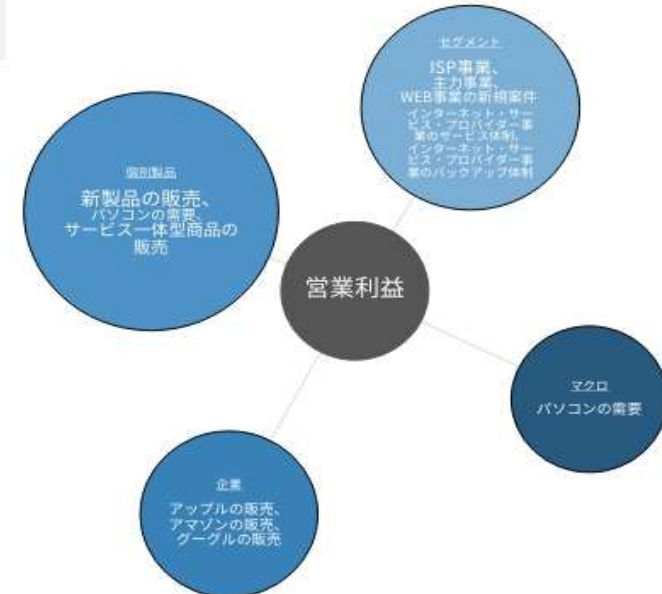 セグメント
ISP事業、
主力事業、
WEB事業の新規案件
インターネット・サー
ビス・プロバイダー事
業のサービス体制、
インターネット・サー
ビス・プロバイダー事
業のバックアップ体制
個別製品
新製品の販売、
パソコンの需要、
サービス一体型商品の
販売
営業利益
マクロ
パソコンの需要
企業
アップルの販売、
アマゾンの販売、
グーグルの販売